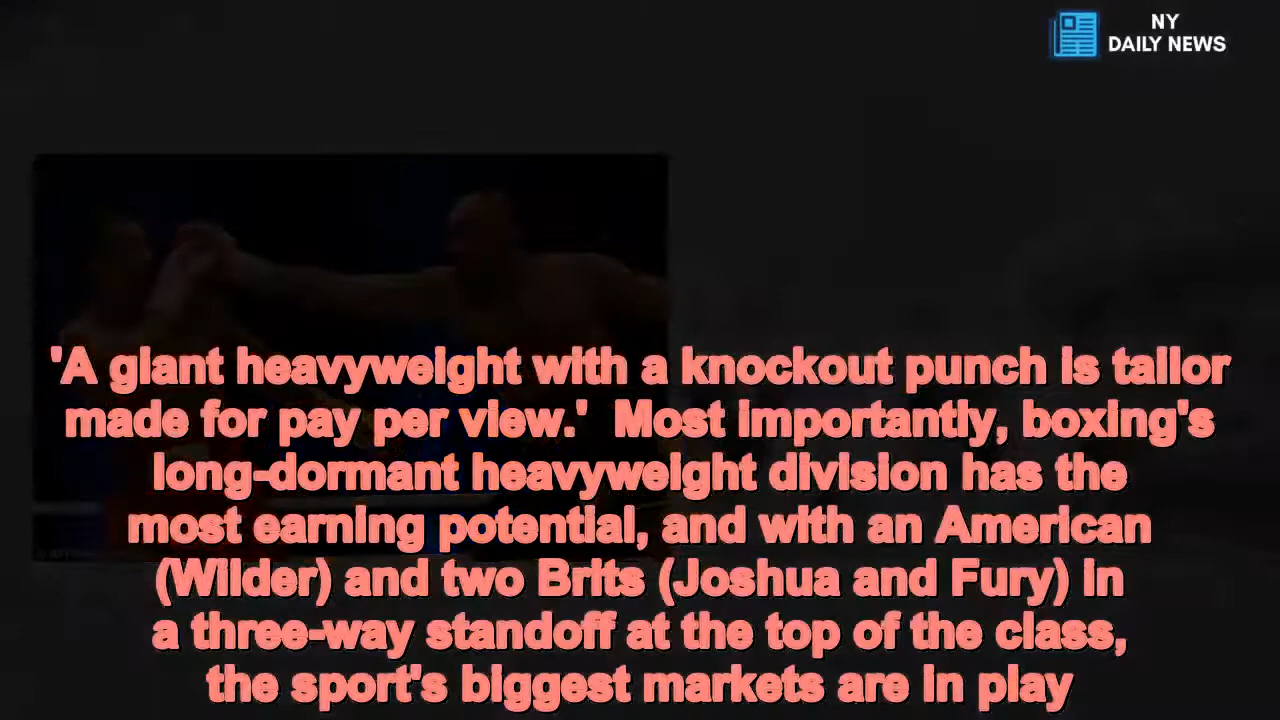 NY
DAILY NEWS
'A giant heavyweight with a knockout punch is tailor
made for pay per view.'  Most importantly, boxing's
long-dormant heavyweight division has the
most earning potential, and with an American
(Wilder) and two Brits (Joshua and Fury) in
a three-way standoff at the top of the class,
the sport's biggest markets are in play